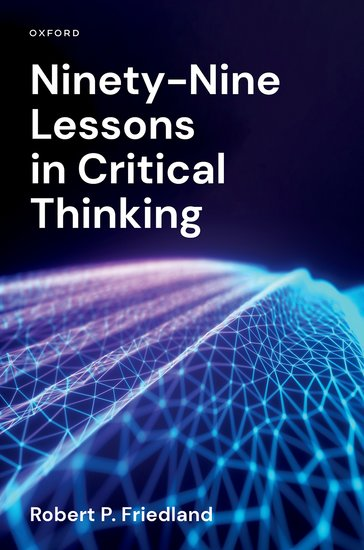 OXFORD
Ninety-Nine
Lessons
in Critical
Thinking
Robert P. Friedland